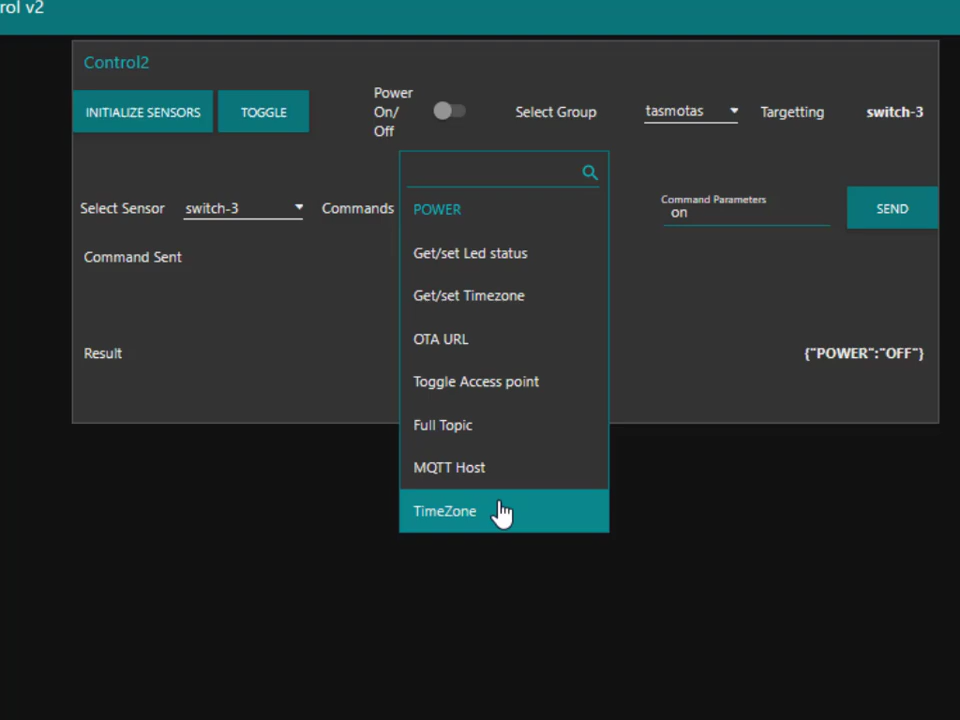 rol v2
Control2
INITIALIZE SENSORS
TOGGLE
Power
On/
Off
Select Group
tasmotas
Targetting
switch-3
Select Sensor
switch-3
Commands
POWER
Get/set Led status
Get/set Timezone
OTA URL
Toggle Access point
Full Topic
MQTT Host
TimeZone
Command Parameters
on
SEND
Command Sent
Result
{"POWER":"OFF"}